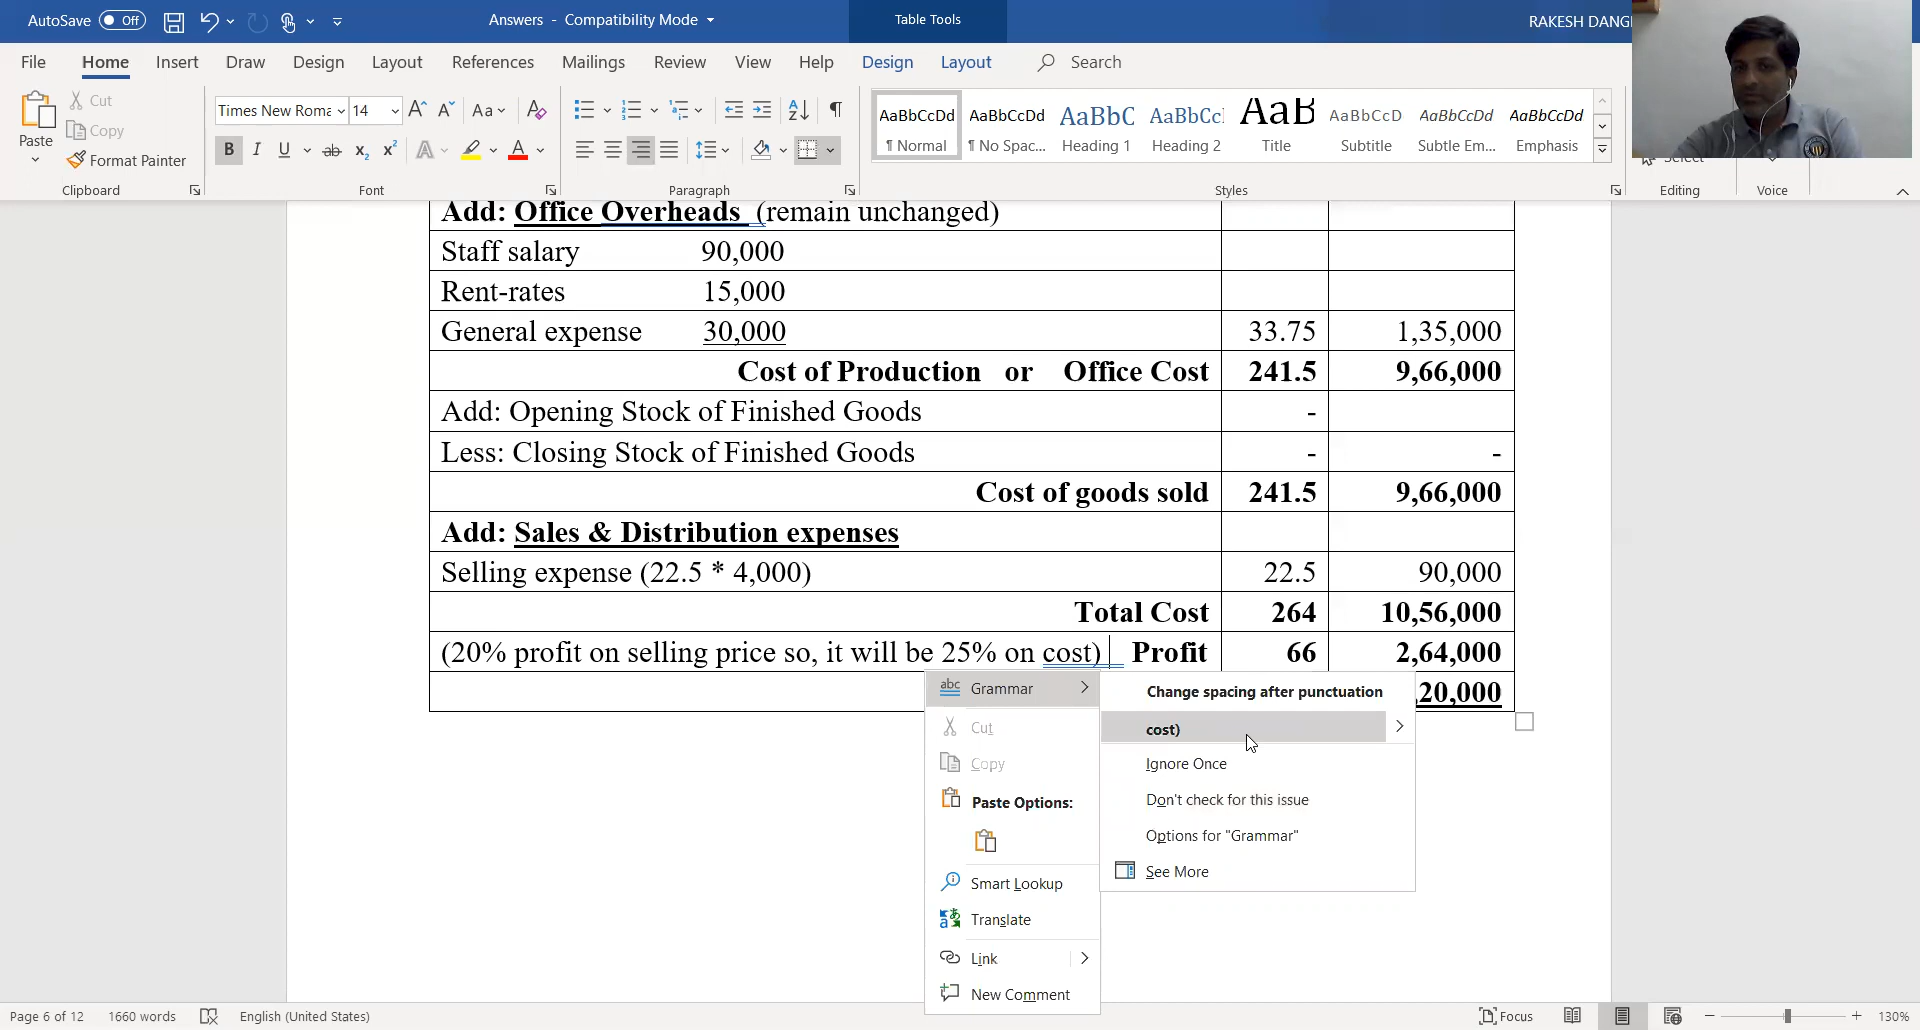 AutoSave Off Answers - Compatibility Mode Table Tools RAKESH DANG
File Home Insert Draw Design Layout References Mailings Review View Help Design Layout Search
Paste Cut Copy Format Painter
Times New Roma 14 Aa
B I U ab x₂ x² A A
AaBbCcDd AaBbCcDd AaBbC AaBbCcl AaB AaBbCcD AaBbCcDd AaBbCcDd
¶ Normal ¶ No Spac... Heading 1 Heading 2 Title Subtitle Subtle Em... Emphasis
Select
Clipboard Font Paragraph Styles Editing Voice
Add: Office Overheads (remain unchanged)
Staff salary 90,000
Rent-rates 15,000
General expense 30,000 33.75 1,35,000
Cost of Production or Office Cost 241.5 9,66,000
Add: Opening Stock of Finished Goods -
Less: Closing Stock of Finished Goods - -
Cost of goods sold 241.5 9,66,000
Add: Sales & Distribution expenses
Selling expense (22.5 * 4,000) 22.5 90,000
Total Cost 264 10,56,000
(20% profit on selling price so, it will be 25% on cost) Profit 66 2,64,000
,20,000
abc Grammar
Cut
Copy
Paste Options:
Smart Lookup
Translate
Link
New Comment
Change spacing after punctuation
cost)
Ignore Once
Don't check for this issue
Options for "Grammar"
See More
Page 6 of 12 1660 words English (United States) Focus 130%